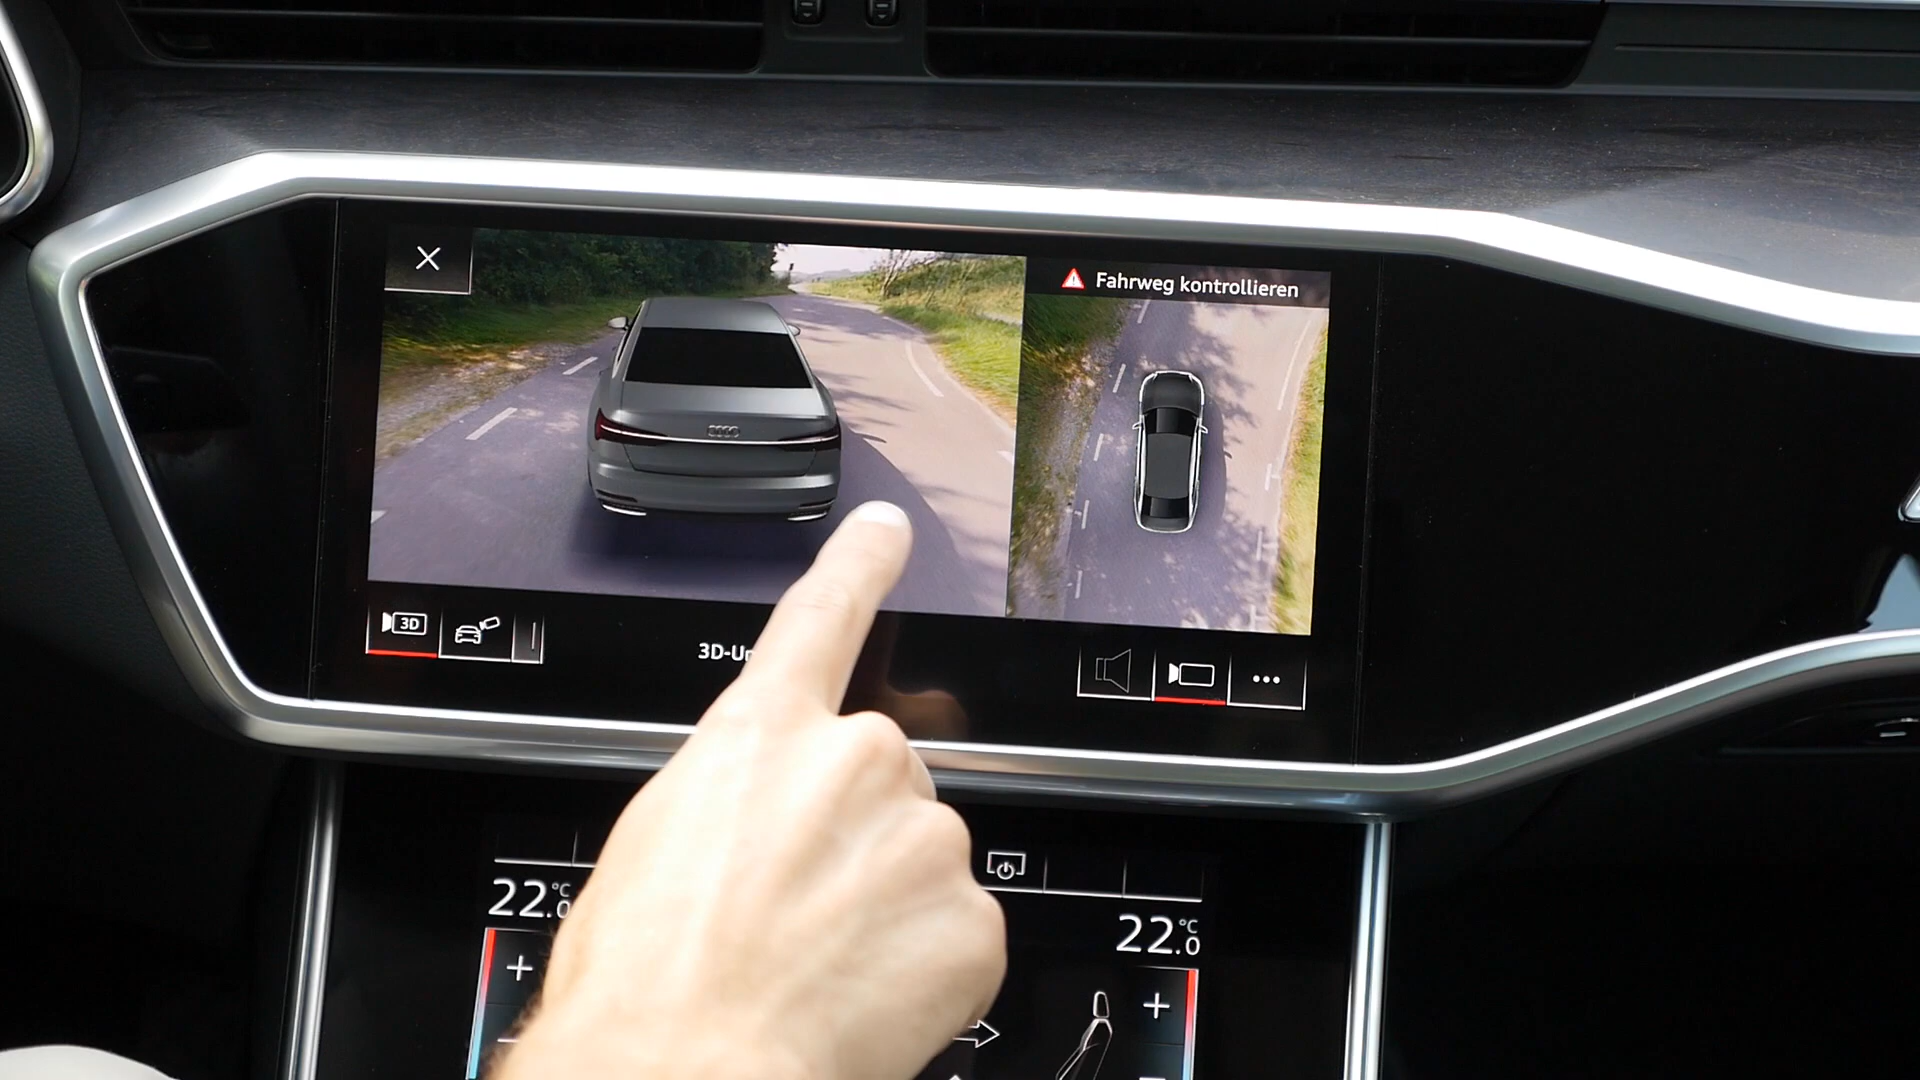 Fahrweg kontrollieren
3D
3D-U
22.0 °C
22.0 °C